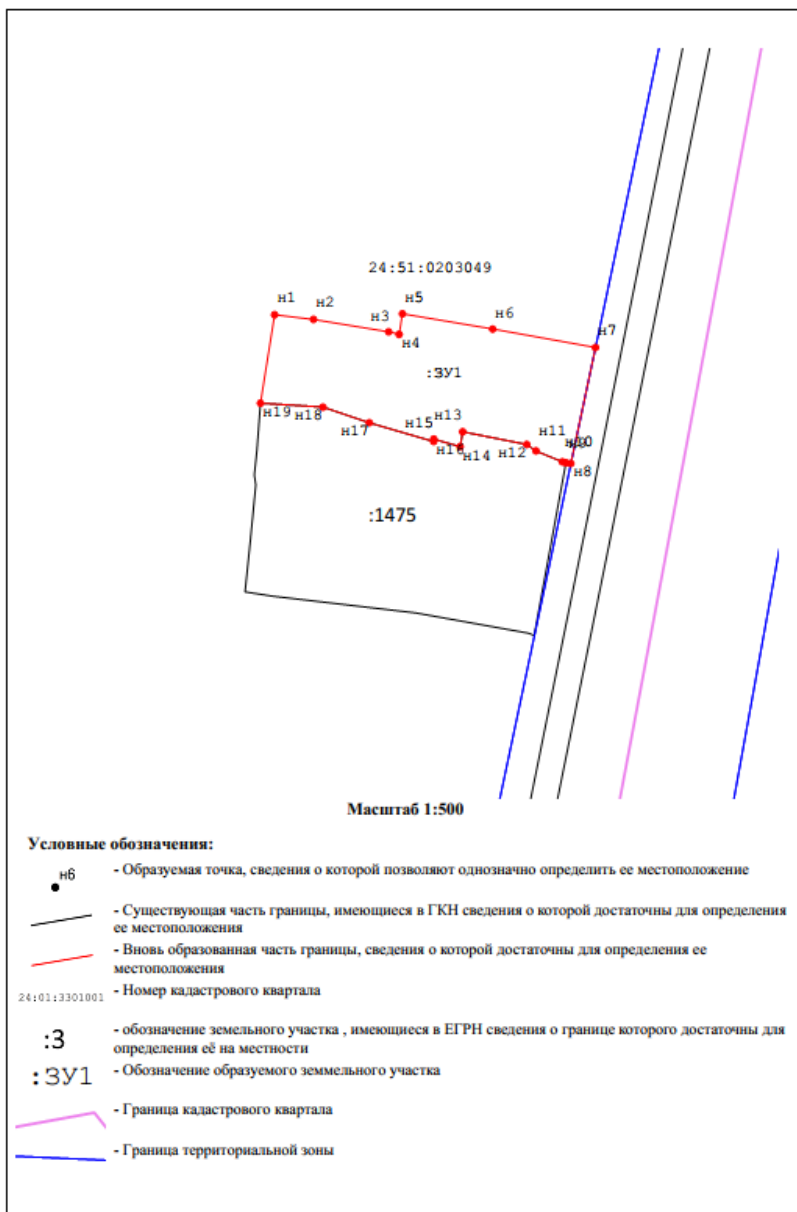 24:51:0203049
н1
н2
н3
н4
н5
н6
н7
:ЗУ1
н19
н18
н17
н15
н16
н13
н14
н12
н11
н10
н9
н8
:1475
Масштаб 1:500
Условные обозначения:
н6
- Образуемая точка, сведения о которой позволяют однозначно определить ее местоположение
- Существующая часть границы, имеющиеся в ГКН сведения о которой достаточны для определения
ее местоположения
- Вновь образованная часть границы, сведения о которой достаточны для определения ее
местоположения
24:01:3301001
- Номер кадастрового квартала
:3
- обозначение земельного участка , имеющиеся в ЕГРН сведения о границе которого достаточны для
определения её на местности
:ЗУ1
- Обозначение образуемого земмельного участка
- Граница кадастрового квартала
- Граница территориальной зоны